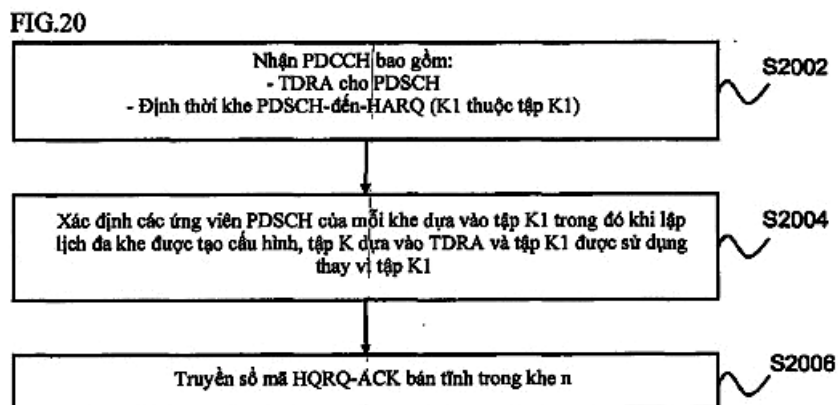 FIG.20
Nhận PDCCH bao gồm:
- TDRA cho PDSCH
- Định thời khe PDSCH-đến-HARQ (K1 thuộc tập K1)
S2002
Xác định các ứng viên PDSCH của mỗi khe dựa vào tập K1 trong đó khi lập
lịch đa khe được tạo cấu hình, tập K dựa vào TDRA và tập K1 được sử dụng
thay vì tập K1
S2004
Truyền sổ mã HQRQ-ACK bán tĩnh trong khe n
S2006